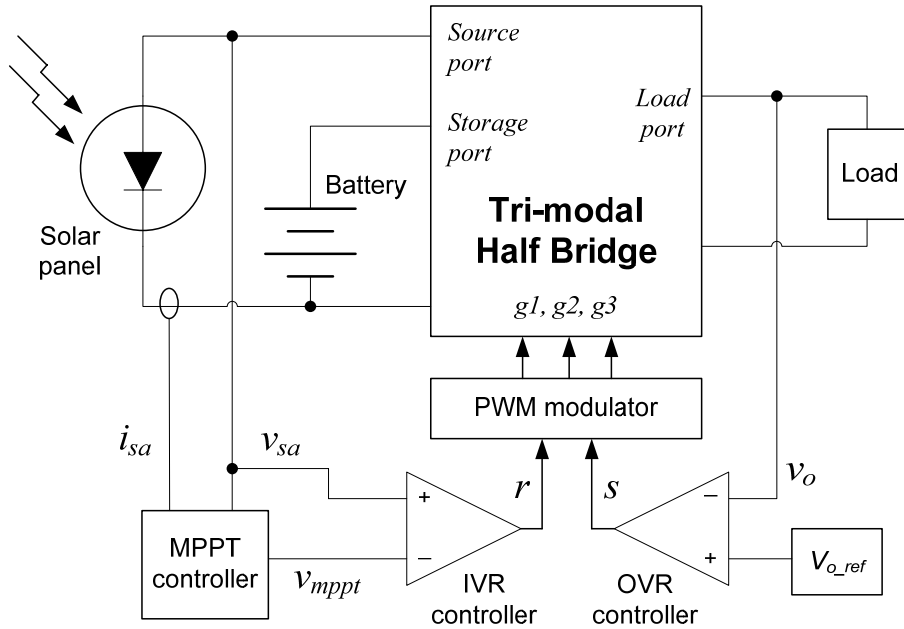 Source
port
Storage
port
Load
port
Load
Battery
Solar
panel
Tri-modal
Half Bridge
g1, g2, g3
PWM modulator
i_sa
v_sa
r
s
v_o
+
−
−
+
MPPT
controller
v_mppt
IVR
controller
OVR
controller
V_o_ref